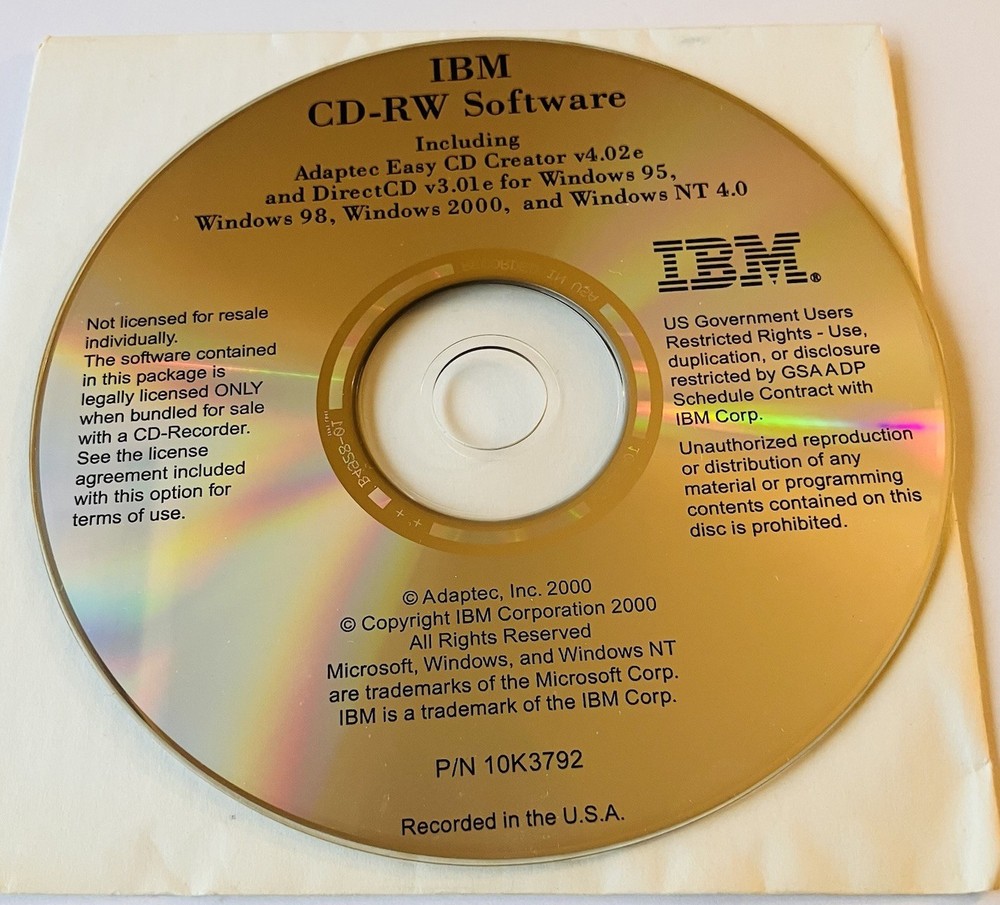 IBM
CD-RW Software
Including
Adaptec Easy CD Creator v4.02e
and DirectCD v3.01e for Windows 95,
Windows 98, Windows 2000, and Windows NT 4.0
IBM®
Not licensed for resale
individually.
The software contained
in this package is
legally licensed ONLY
when bundled for sale
with a CD-Recorder.
See the license
agreement included
with this option for
terms of use.
US Government Users
Restricted Rights - Use,
duplication, or disclosure
restricted by GSA ADP
Schedule Contract with
IBM Corp.
Unauthorized reproduction
or distribution of any
material or programming
contents contained on this
disc is prohibited.
© Adaptec, Inc. 2000
© Copyright IBM Corporation 2000
All Rights Reserved
Microsoft, Windows, and Windows NT
are trademarks of the Microsoft Corp.
IBM is a trademark of the IBM Corp.
P/N 10K3792
Recorded in the U.S.A.